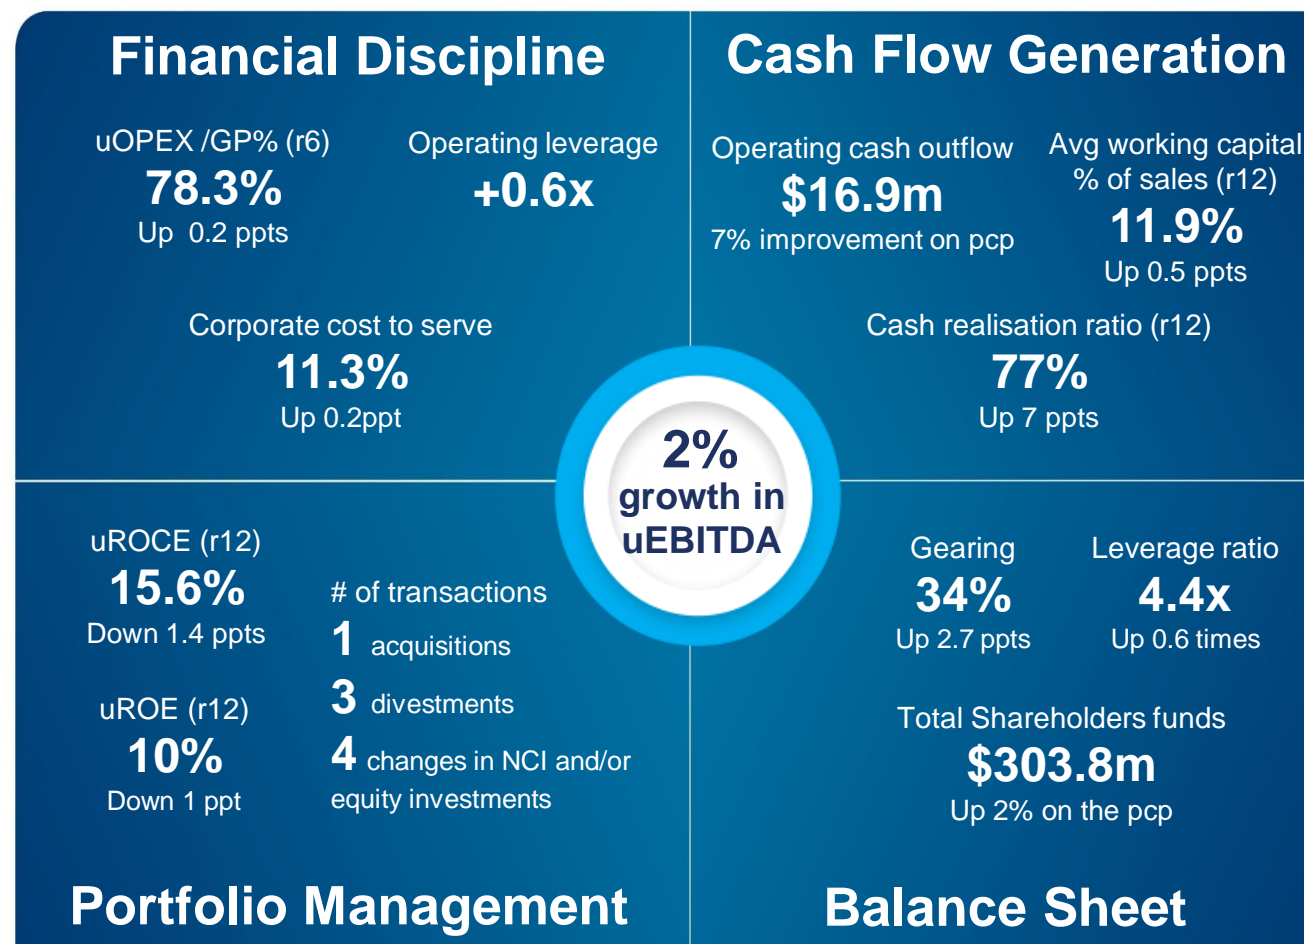 Financial Discipline
uOPEX /GP% (r6)
78.3%
Up 0.2 ppts
Operating leverage
+0.6x
Corporate cost to serve
11.3%
Up 0.2ppt
Cash Flow Generation
Operating cash outflow
$16.9m
7% improvement on pcp
Avg working capital
% of sales (r12)
11.9%
Up 0.5 ppts
Cash realisation ratio (r12)
77%
Up 7 ppts
2%
growth in
uEBITDA
uROCE (r12)
15.6%
Down 1.4 ppts
uROE (r12)
10%
Down 1 ppt
# of transactions
1 acquisitions
3 divestments
4 changes in NCI and/or
equity investments
Portfolio Management
Gearing
34%
Up 2.7 ppts
Leverage ratio
4.4x
Up 0.6 times
Total Shareholders funds
$303.8m
Up 2% on the pcp
Balance Sheet